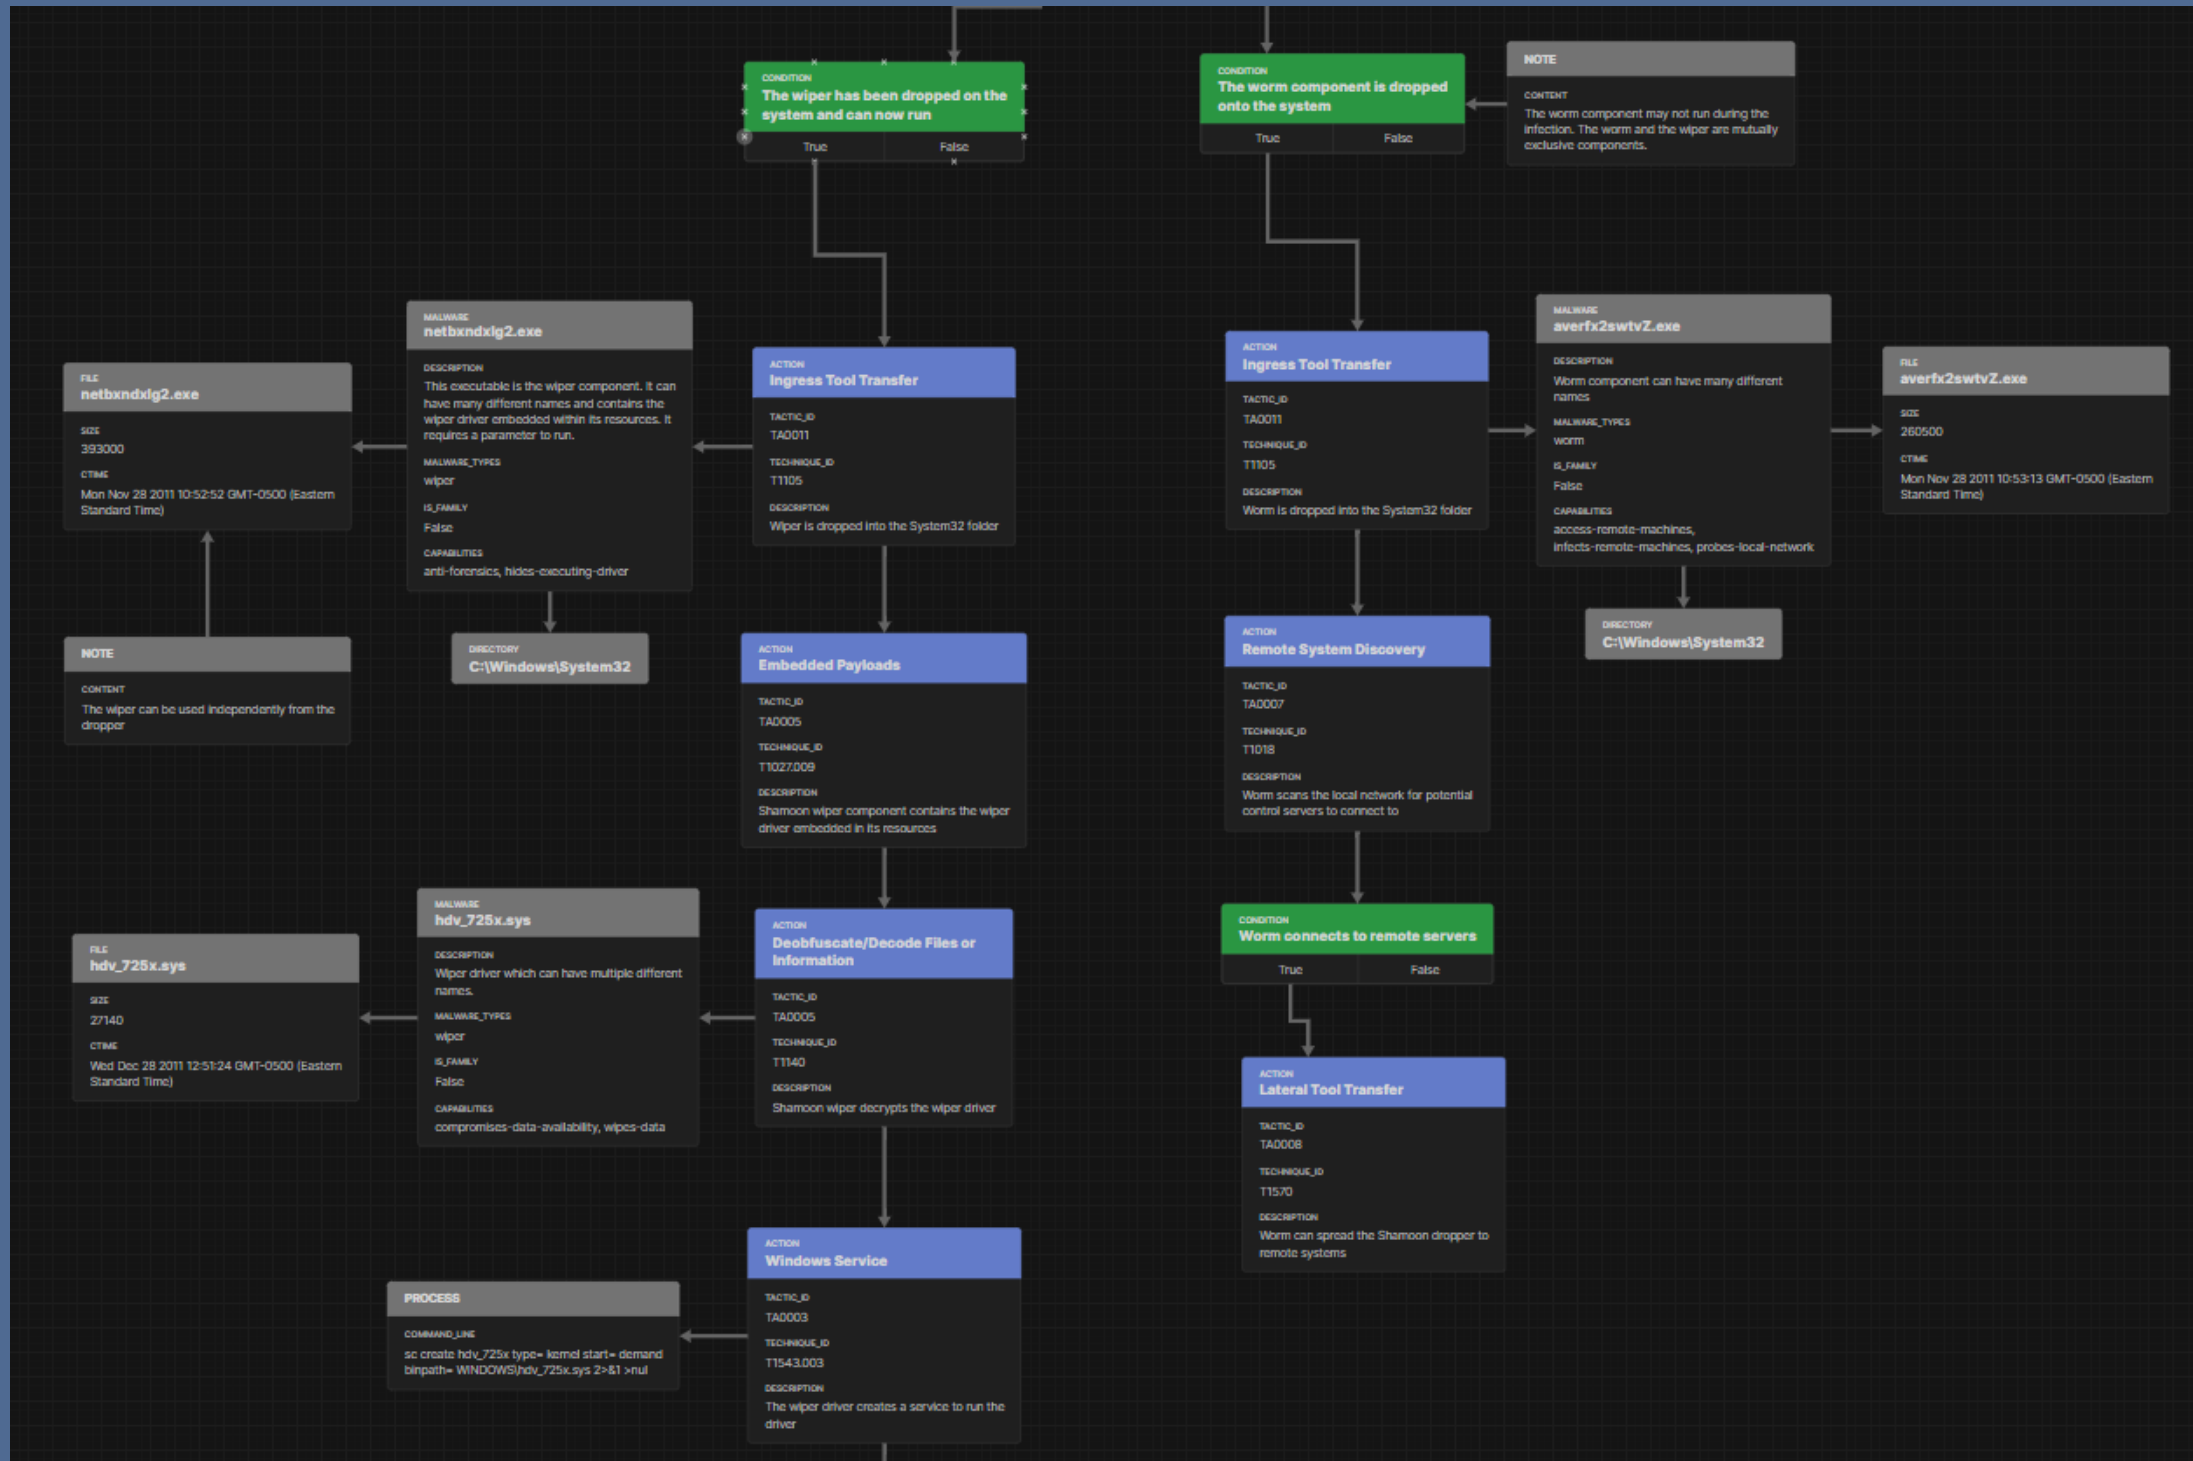 CONDITION
The wiper has been dropped on the
system and can now run
True
False
CONDITION
The worm component is dropped
onto the system
True
False
NOTE
CONTENT
The worm component may not run during the
infection. The worm and the wiper are mutually
exclusive components.
FILE
netbxndxlg2.exe
SIZE
393000
CTIME
Mon Nov 28 2011 10:52:52 GMT-0500 (Eastern
Standard Time)
MALWARE
netbxndxlg2.exe
DESCRIPTION
This executable is the wiper component. It can
have many different names and contains the
wiper driver embedded within its resources. It
requires a parameter to run.
MALWARE_TYPES
wiper
IS_FAMILY
False
CAPABILITIES
anti-forensics, hides-executing-driver
ACTION
Ingress Tool Transfer
TACTIC_ID
TA0011
TECHNIQUE_ID
T1105
DESCRIPTION
Wiper is dropped into the System32 folder
ACTION
Ingress Tool Transfer
TACTIC_ID
TA0011
TECHNIQUE_ID
T1105
DESCRIPTION
Worm is dropped into the System32 folder
MALWARE
averfx2swtvZ.exe
DESCRIPTION
Worm component can have many different
names
MALWARE_TYPES
worm
IS_FAMILY
False
CAPABILITIES
access-remote-machines,
infects-remote-machines, probes-local-network
FILE
averfx2swtvZ.exe
SIZE
260500
CTIME
Mon Nov 28 2011 10:53:13 GMT-0500 (Eastern
Standard Time)
NOTE
CONTENT
The wiper can be used independently from the
dropper
DIRECTORY
C:\Windows\System32
ACTION
Embedded Payloads
TACTIC_ID
TA0005
TECHNIQUE_ID
T1027.009
DESCRIPTION
Shamoon wiper component contains the wiper
driver embedded in its resources
ACTION
Remote System Discovery
TACTIC_ID
TA0007
TECHNIQUE_ID
T1018
DESCRIPTION
Worm scans the local network for potential
control servers to connect to
DIRECTORY
C:\Windows\System32
FILE
hdv_725x.sys
SIZE
27140
CTIME
Wed Dec 28 2011 12:51:24 GMT-0500 (Eastern
Standard Time)
MALWARE
hdv_725x.sys
DESCRIPTION
Wiper driver which can have multiple different
names.
MALWARE_TYPES
wiper
IS_FAMILY
False
CAPABILITIES
compromises-data-availability, wipes-data
ACTION
Deobfuscate/Decode Files or
Information
TACTIC_ID
TA0005
TECHNIQUE_ID
T1140
DESCRIPTION
Shamoon wiper decrypts the wiper driver
CONDITION
Worm connects to remote servers
True
False
ACTION
Lateral Tool Transfer
TACTIC_ID
TA0008
TECHNIQUE_ID
T1570
DESCRIPTION
Worm can spread the Shamoon dropper to
remote systems
PROCESS
COMMAND_LINE
sc create hdv_725x type= kernel start= demand
binpath= WINDOWS\hdv_725x.sys 2>&1 >nul
ACTION
Windows Service
TACTIC_ID
TA0003
TECHNIQUE_ID
T1543.003
DESCRIPTION
The wiper driver creates a service to run the
driver